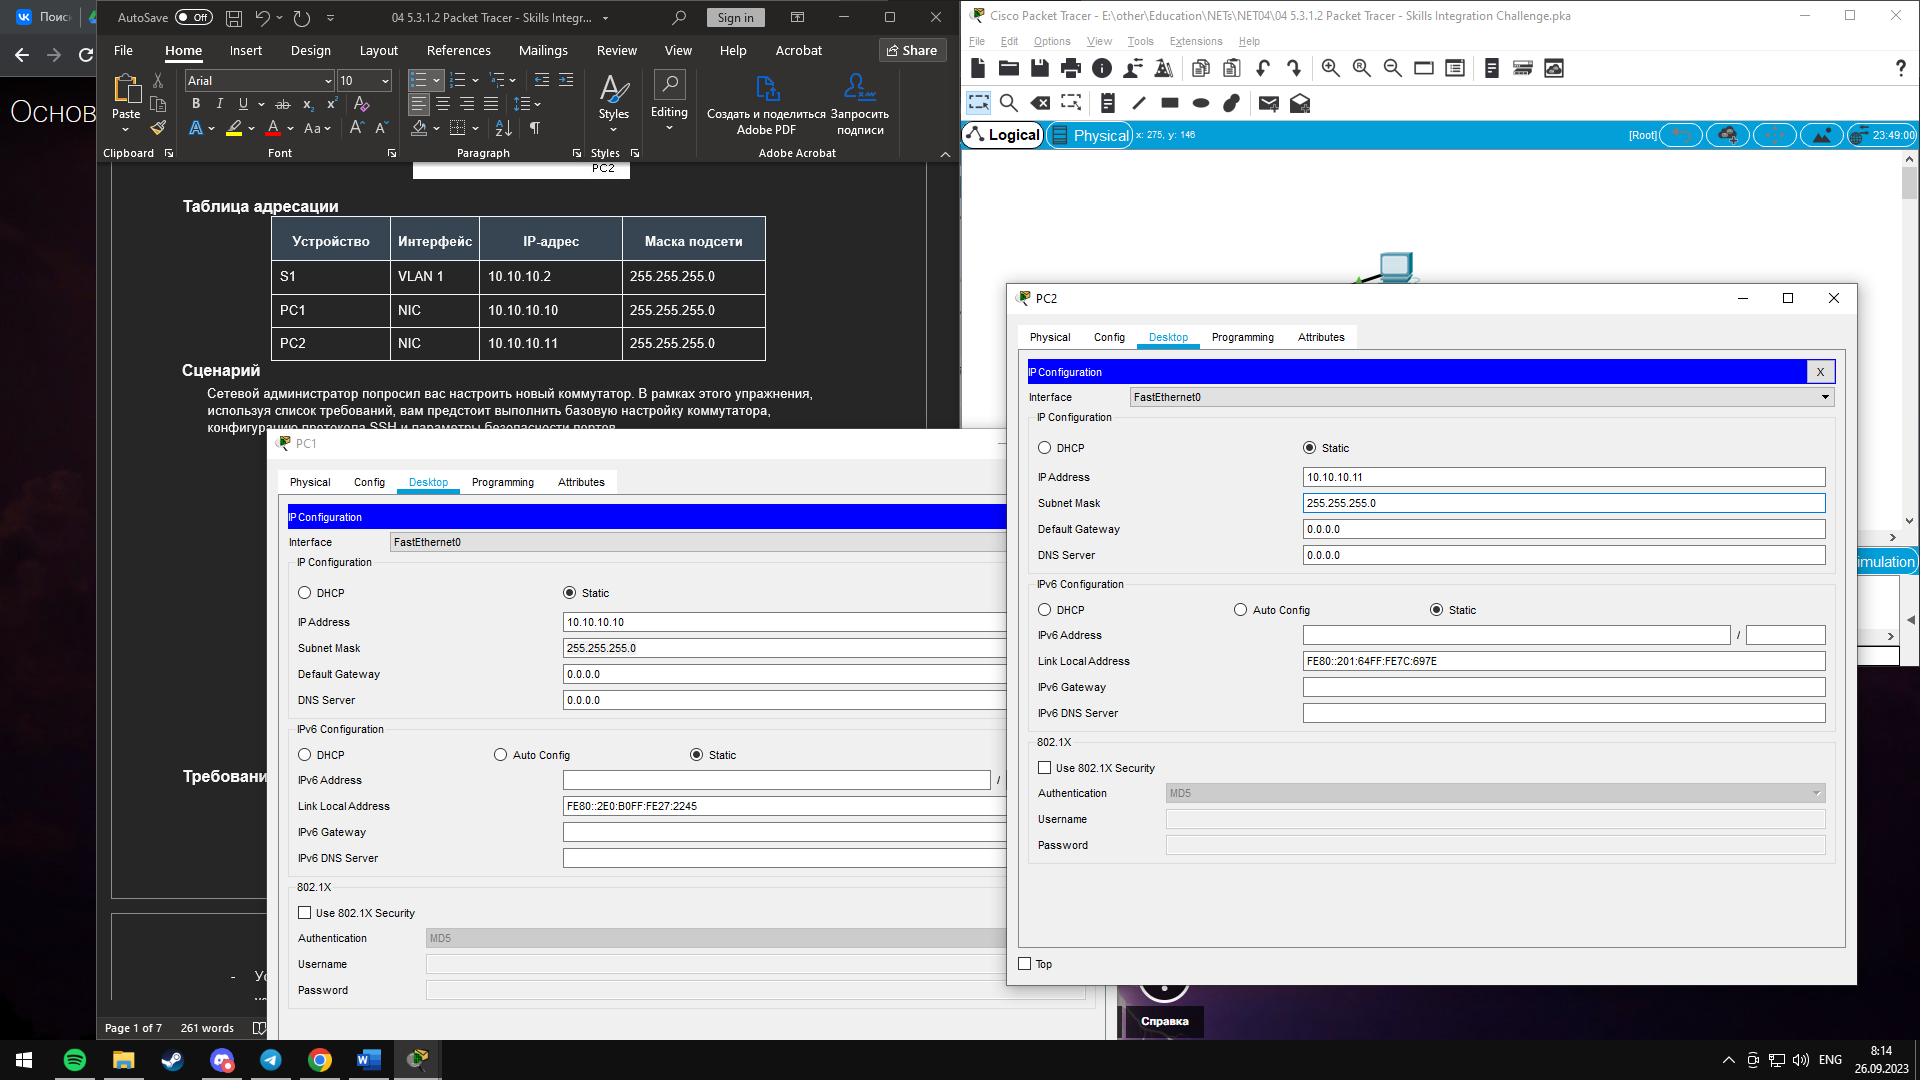 Поис
Основ
AutoSave Off
04 5.3.1.2 Packet Tracer - Skills Integr...
Sign in
File Home Insert Design Layout References Mailings Review View Help Acrobat Share
Arial 10
Paste
Styles
Editing
Создать и поделиться Adobe PDF
Запросить подписи
Clipboard Font Paragraph Styles Adobe Acrobat
PC2
Таблица адресации
Устройство Интерфейс IP-адрес Маска подсети
S1 VLAN 1 10.10.10.2 255.255.255.0
PC1 NIC 10.10.10.10 255.255.255.0
PC2 NIC 10.10.10.11 255.255.255.0
Сценарий
Сетевой администратор попросил вас настроить новый коммутатор. В рамках этого упражнения,
используя список требований, вам предстоит выполнить базовую настройку коммутатора,
конфигурацию протокола SSH и параметры безопасности портов.
Требовани
- Ус
Page 1 of 7 261 words
PC1
Physical Config Desktop Programming Attributes
IP Configuration
Interface FastEthernet0
IP Configuration
DHCP Static
IP Address 10.10.10.10
Subnet Mask 255.255.255.0
Default Gateway 0.0.0.0
DNS Server 0.0.0.0
IPv6 Configuration
DHCP Auto Config Static
IPv6 Address /
Link Local Address FE80::2E0:B0FF:FE27:2245
IPv6 Gateway
IPv6 DNS Server
802.1X
Use 802.1X Security
Authentication MD5
Username
Password
Cisco Packet Tracer - E:\other\Education\NETs\NET04\04 5.3.1.2 Packet Tracer - Skills Integration Challenge.pka
File Edit Options View Tools Extensions Help
Logical Physical x: 275, y: 146 [Root] 23:49:00
imulation
PC2
Physical Config Desktop Programming Attributes
IP Configuration X
Interface FastEthernet0
IP Configuration
DHCP Static
IP Address 10.10.10.11
Subnet Mask 255.255.255.0
Default Gateway 0.0.0.0
DNS Server 0.0.0.0
IPv6 Configuration
DHCP Auto Config Static
IPv6 Address /
Link Local Address FE80::201:64FF:FE7C:697E
IPv6 Gateway
IPv6 DNS Server
802.1X
Use 802.1X Security
Authentication MD5
Username
Password
Top
Справка
ENG
8:14
26.09.2023